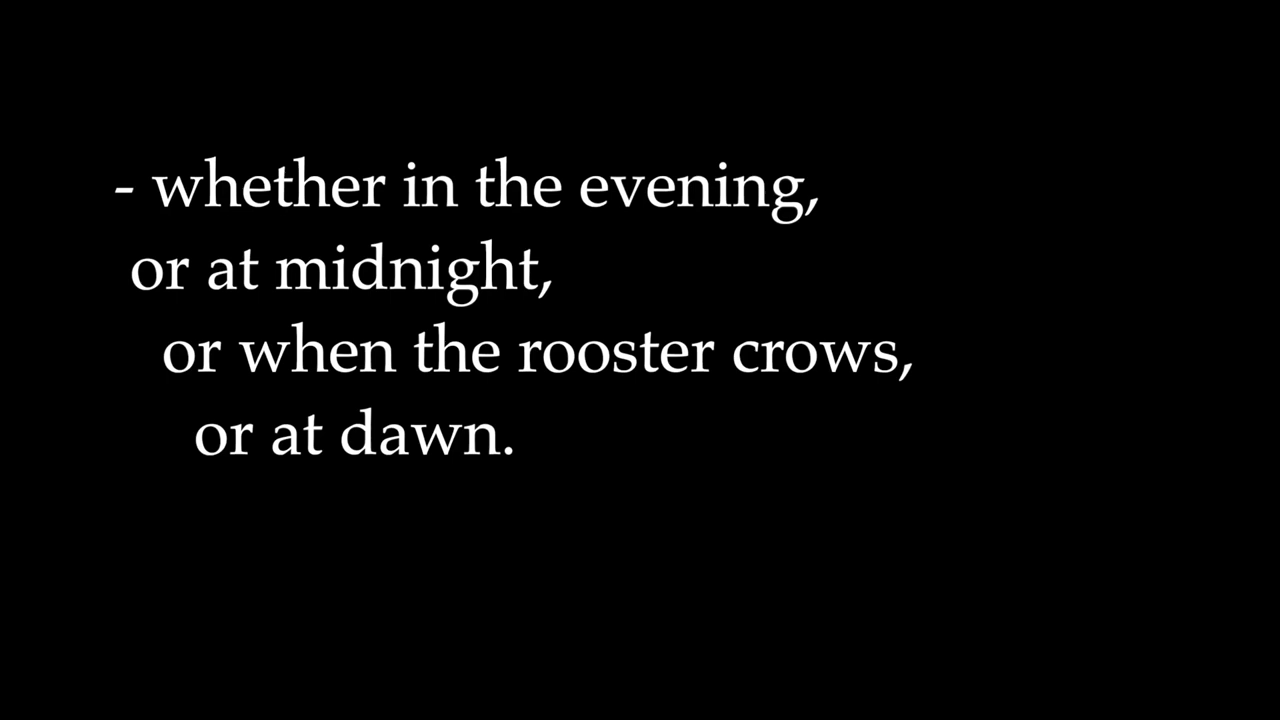 - whether in the evening,
or at midnight,
or when the rooster crows,
or at dawn.